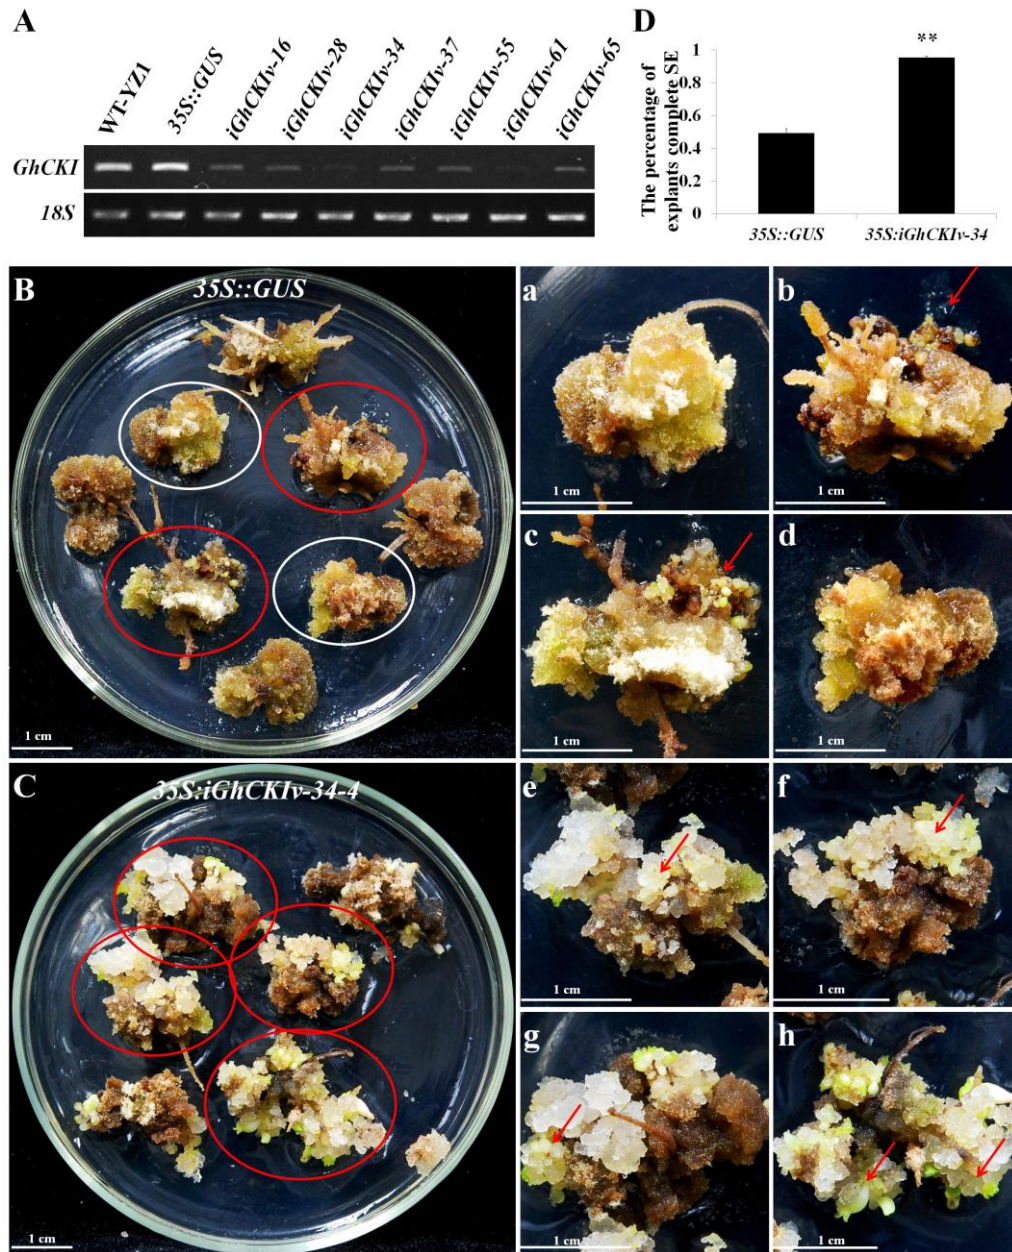 A
WT-YZ1
35S::GUS
iGhCKIv-16
iGhCKIv-28
iGhCKIv-34
iGhCKIv-37
iGhCKIv-55
iGhCKIv-61
iGhCKIv-65
GhCKI
18S
D
The percentage of
explants complete SE
1
0.8
0.6
0.4
0.2
0
**
35S::GUS
35S:iGhCKIv-34
B
35S::GUS
1 cm
a
1 cm
b
1 cm
c
1 cm
d
1 cm
C
35S:iGhCKIv-34-4
1 cm
e
1 cm
f
1 cm
g
1 cm
h
1 cm